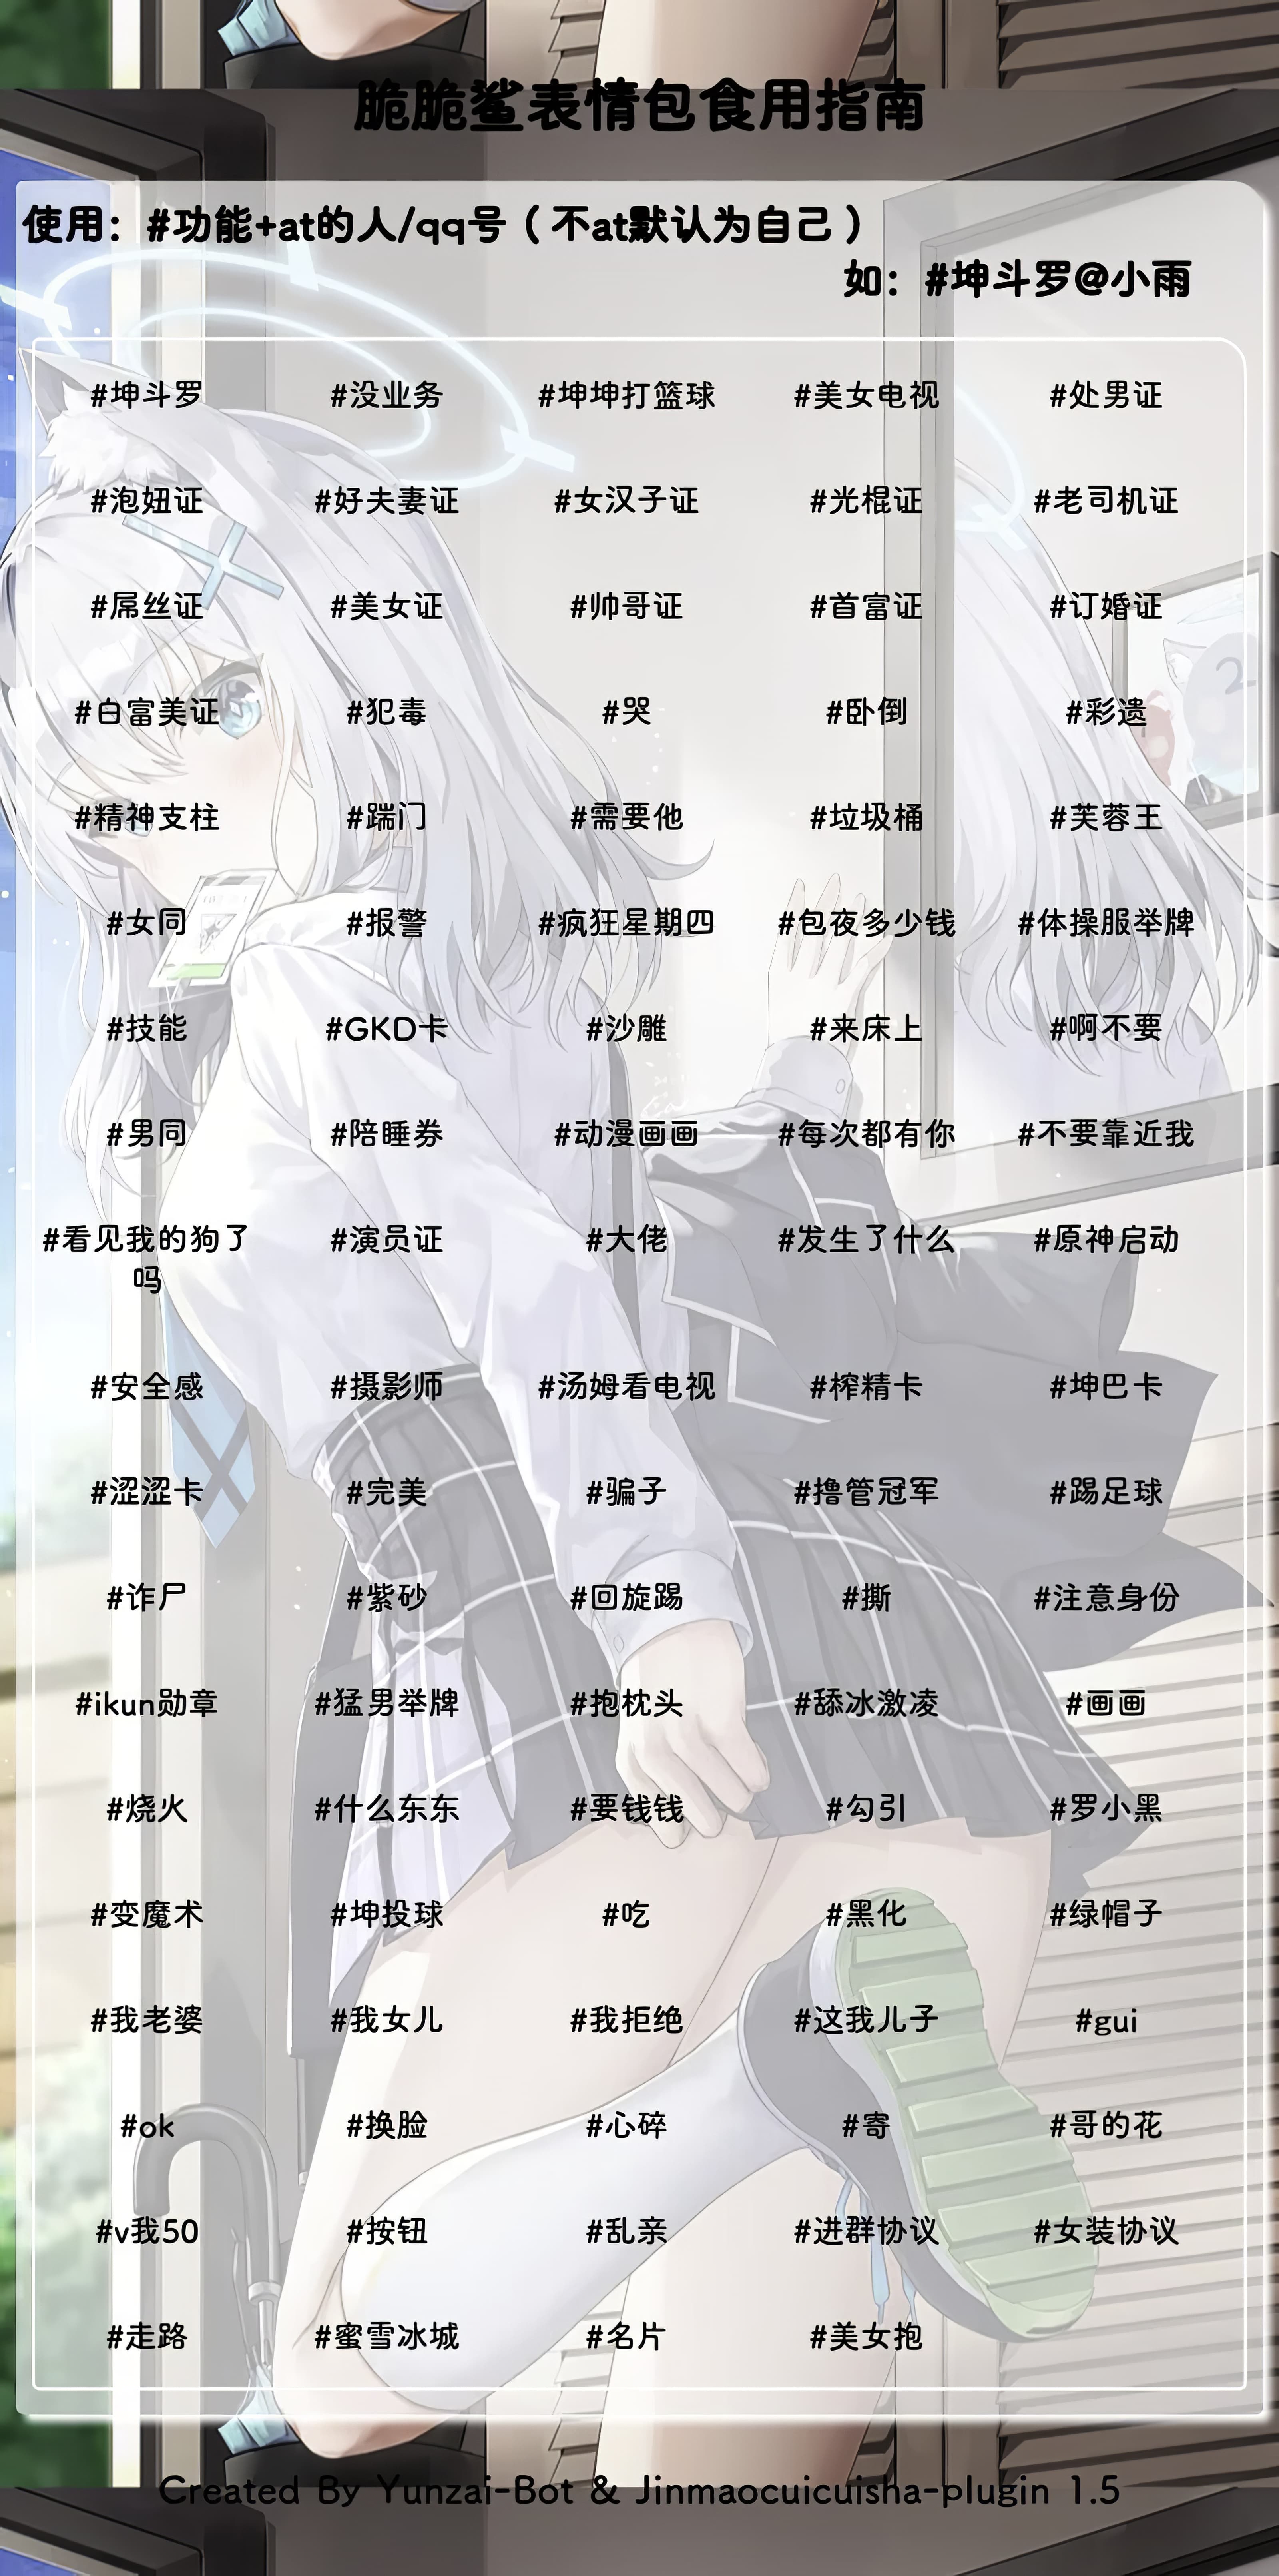 脆脆鲨表情包食用指南
使用：#功能+at的人/qq号（不at默认为自己）
如：#坤斗罗@小雨
#坤斗罗 #没业务 #坤坤打篮球 #美女电视 #处男证
#泡妞证 #好夫妻证 #女汉子证 #光棍证 #老司机证
#屌丝证 #美女证 #帅哥证 #首富证 #订婚证
#白富美证 #犯毒 #哭 #卧倒 #彩遗
#精神支柱 #踹门 #需要他 #垃圾桶 #芙蓉王
#女同 #报警 #疯狂星期四 #包夜多少钱 #体操服举牌
#技能 #GKD卡 #沙雕 #来床上 #啊不要
#男同 #陪睡券 #动漫画画 #每次都有你 #不要靠近我
#看见我的狗了 #演员证 #大佬 #发生了什么 #原神启动
吗
#安全感 #摄影师 #汤姆看电视 #榨精卡 #坤巴卡
#涩涩卡 #完美 #骗子 #撸管冠军 #踢足球
#诈尸 #紫砂 #回旋踢 #撕 #注意身份
#ikun勋章 #猛男举牌 #抱枕头 #舔冰激凌 #画画
#烧火 #什么东东 #要钱钱 #勾引 #罗小黑
#变魔术 #坤投球 #吃 #黑化 #绿帽子
#我老婆 #我女儿 #我拒绝 #这我儿子 #gui
#ok #换脸 #心碎 #寄 #哥的花
#v我50 #按钮 #乱亲 #进群协议 #女装协议
#走路 #蜜雪冰城 #名片 #美女抱
Created By Yunzai-Bot & Jinmaocuicuisha-plugin 1.5